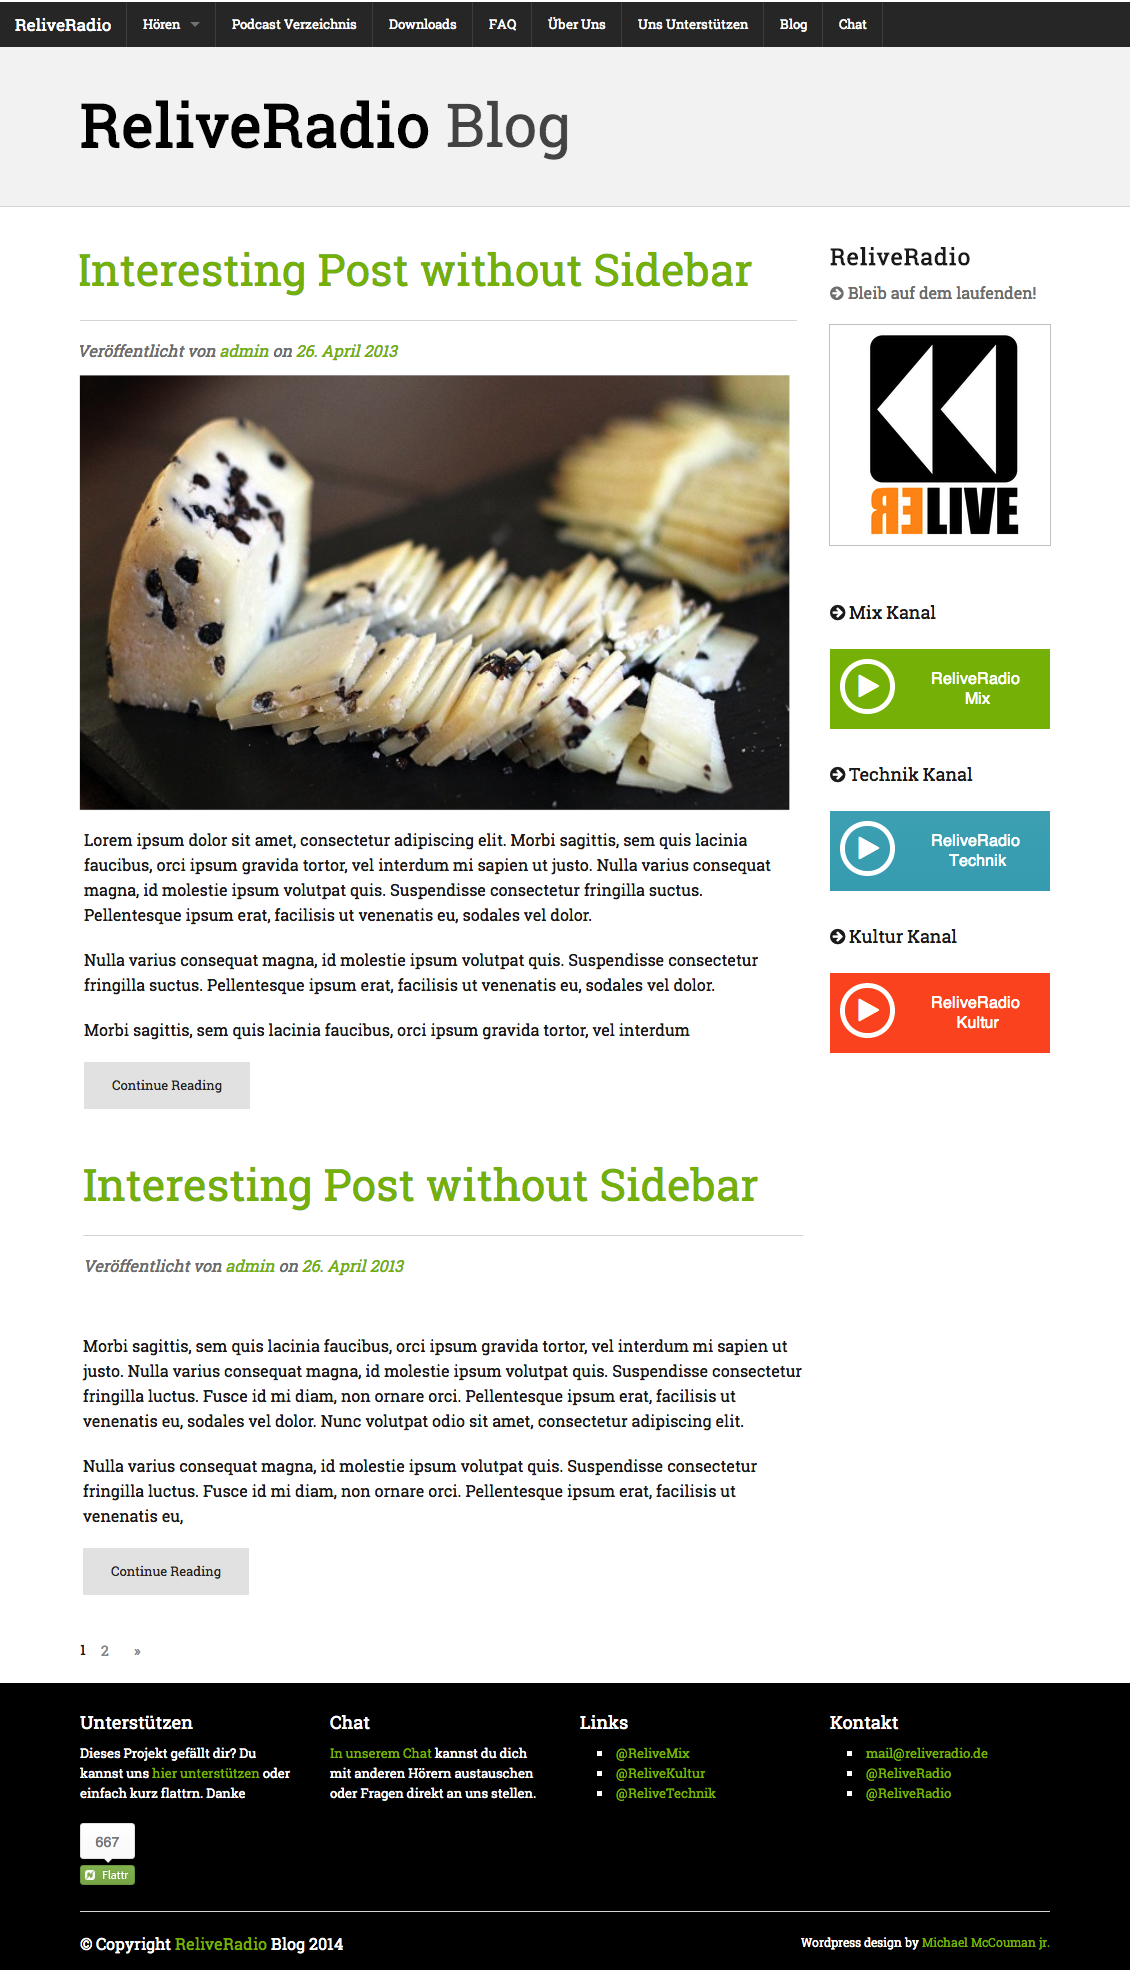 ReliveRadio
Hören
Podcast Verzeichnis
Downloads
FAQ
Über Uns
Uns Unterstützen
Blog
Chat
ReliveRadio Blog
Interesting Post without Sidebar
Veröffentlicht von admin on 26. April 2013
Lorem ipsum dolor sit amet, consectetur adipiscing elit. Morbi sagittis, sem quis lacinia
faucibus, orci ipsum gravida tortor, vel interdum mi sapien ut justo. Nulla varius consequat
magna, id molestie ipsum volutpat quis. Suspendisse consectetur fringilla suctus.
Pellentesque ipsum erat, facilisis ut venenatis eu, sodales vel dolor.
Nulla varius consequat magna, id molestie ipsum volutpat quis. Suspendisse consectetur
fringilla suctus. Pellentesque ipsum erat, facilisis ut venenatis eu, sodales vel dolor.
Morbi sagittis, sem quis lacinia faucibus, orci ipsum gravida tortor, vel interdum
Continue Reading
Interesting Post without Sidebar
Veröffentlicht von admin on 26. April 2013
Morbi sagittis, sem quis lacinia faucibus, orci ipsum gravida tortor, vel interdum mi sapien ut
justo. Nulla varius consequat magna, id molestie ipsum volutpat quis. Suspendisse consectetur
fringilla luctus. Fusce id mi diam, non ornare orci. Pellentesque ipsum erat, facilisis ut
venenatis eu, sodales vel dolor. Nunc volutpat odio sit amet, consectetur adipiscing elit.
Nulla varius consequat magna, id molestie ipsum volutpat quis. Suspendisse consectetur
fringilla luctus. Fusce id mi diam, non ornare orci. Pellentesque ipsum erat, facilisis ut
venenatis eu,
Continue Reading
1 2 »
ReliveRadio
Bleib auf dem laufenden!
RELIVE
Mix Kanal
ReliveRadio
Mix
Technik Kanal
ReliveRadio
Technik
Kultur Kanal
ReliveRadio
Kultur
Unterstützen
Dieses Projekt gefällt dir? Du
kannst uns hier unterstützen oder
einfach kurz flattrn. Danke
667
Flattr
Chat
In unserem Chat kannst du dich
mit anderen Hörern austauschen
oder Fragen direkt an uns stellen.
Links
@ReliveMix
@ReliveKultur
@ReliveTechnik
Kontakt
mail@reliveradio.de
@ReliveRadio
@ReliveRadio
© Copyright ReliveRadio Blog 2014
Wordpress design by Michael McCouman jr.